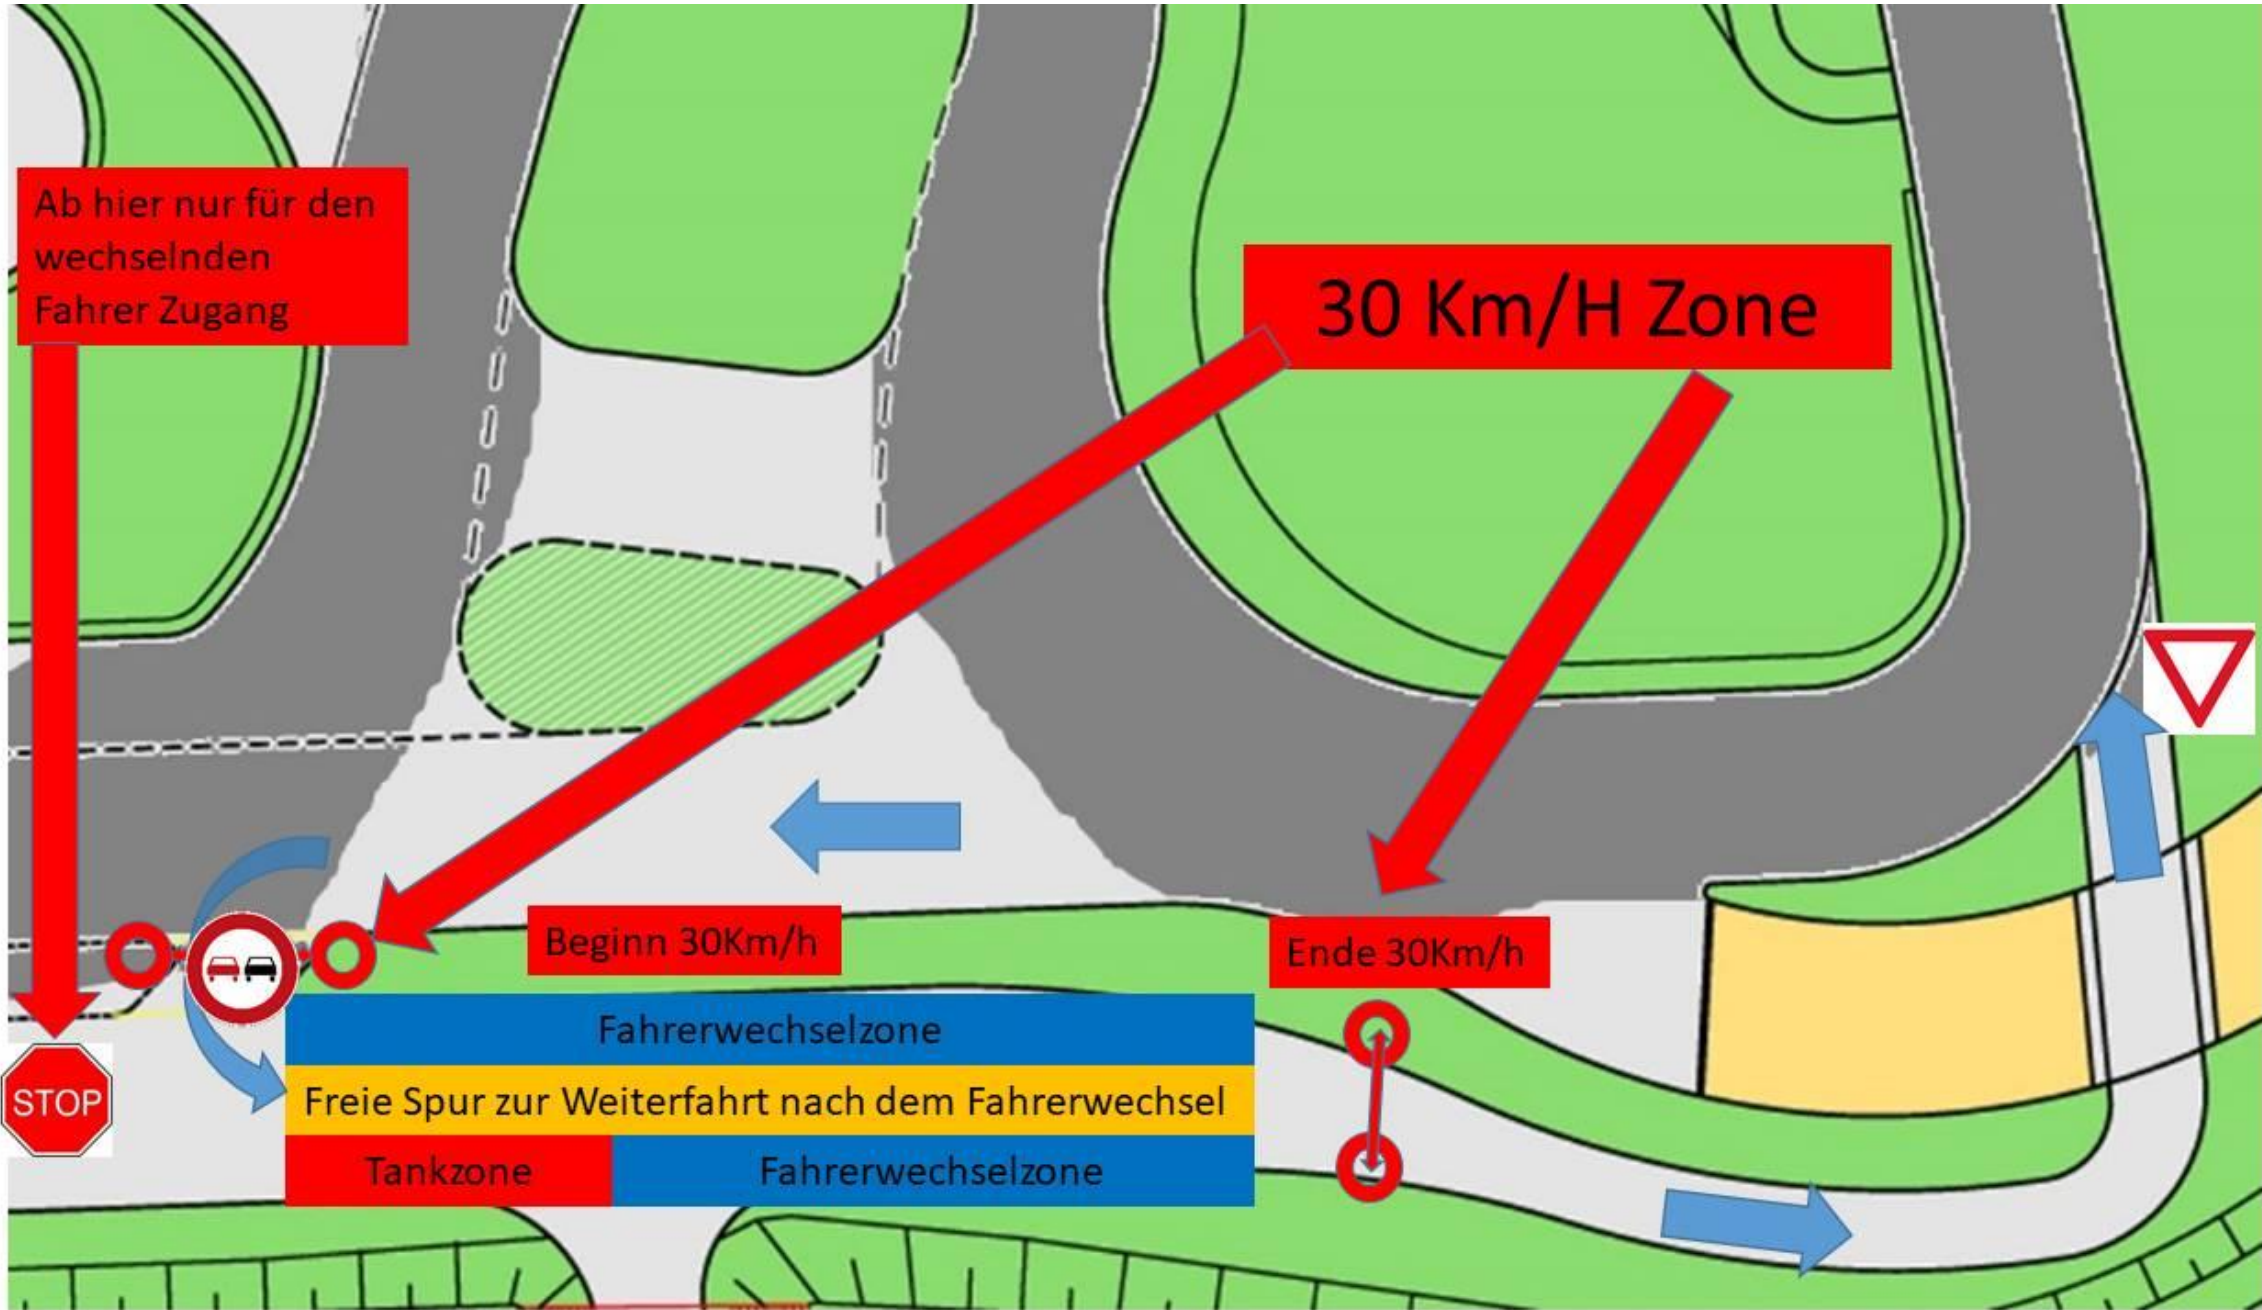 Ab hier nur für den
wechselnden
Fahrer Zugang
30 Km/H Zone
Beginn 30Km/h
Ende 30Km/h
Fahrerwechselzone
Freie Spur zur Weiterfahrt nach dem Fahrerwechsel
STOP
Tankzone
Fahrerwechselzone